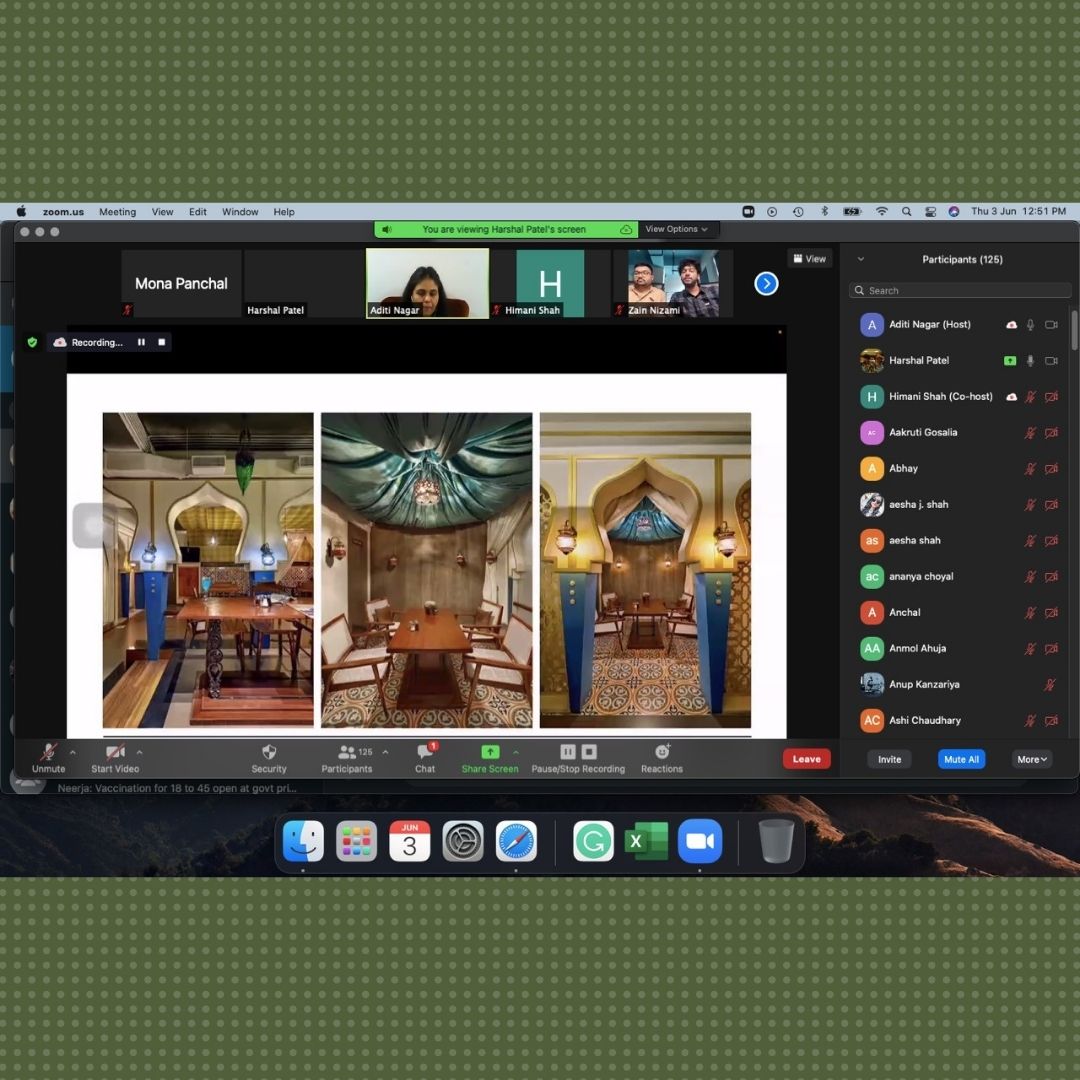 zoom.us Meeting View Edit Window Help Thu 3 Jun 12:51 PM
You are viewing Harshal Patel's screen View Options
Mona Panchal
Harshal Patel
Aditi Nagar
H
Himani Shah
Zain Nizami
View
Recording...
Participants (125)
Search
A Aditi Nagar (Host)
Harshal Patel
H Himani Shah (Co-host)
AC Aakruti Gosalia
A Abhay
aesha j. shah
as aesha shah
ac ananya choyal
A Anchal
AA Anmol Ahuja
Anup Kanzariya
AC Ashi Chaudhary
Unmute
Start Video
Security
125
Participants
1
Chat
Share Screen
Pause/Stop Recording
Reactions
Leave
Invite
Mute All
More
Neerja: Vaccination for 18 to 45 open at govt pri...
JUN
3
X